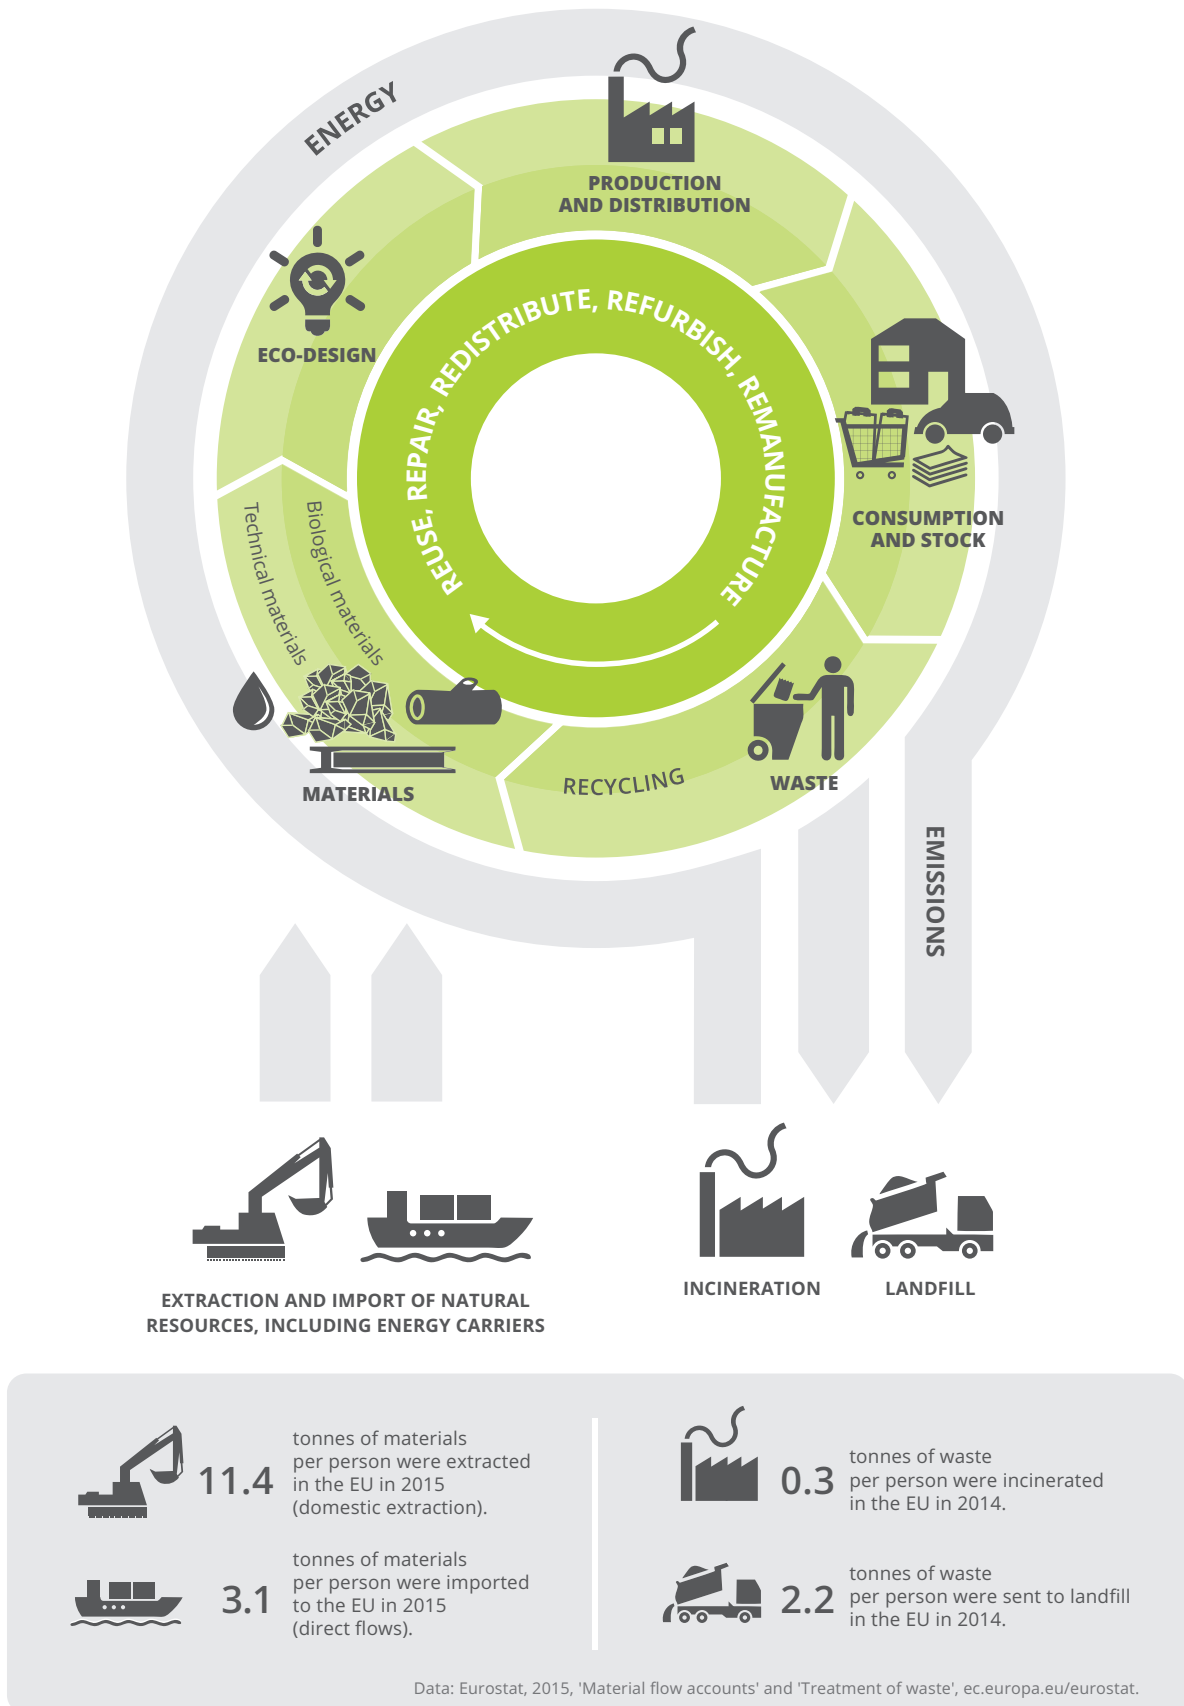 ENERGY
PRODUCTION
AND DISTRIBUTION
ECO-DESIGN
REUSE, REPAIR, REDISTRIBUTE, REFURBISH, REMANUFACTURE
CONSUMPTION
AND STOCK
Technical materials
Biological materials
MATERIALS
RECYCLING
WASTE
EMISSIONS
EXTRACTION AND IMPORT OF NATURAL
RESOURCES, INCLUDING ENERGY CARRIERS
INCINERATION
LANDFILL
11.4
tonnes of materials
per person were extracted
in the EU in 2015
(domestic extraction).
3.1
tonnes of materials
per person were imported
to the EU in 2015
(direct flows).
0.3
tonnes of waste
per person were incinerated
in the EU in 2014.
2.2
tonnes of waste
per person were sent to landfill
in the EU in 2014.
Data: Eurostat, 2015, 'Material flow accounts' and 'Treatment of waste', ec.europa.eu/eurostat.